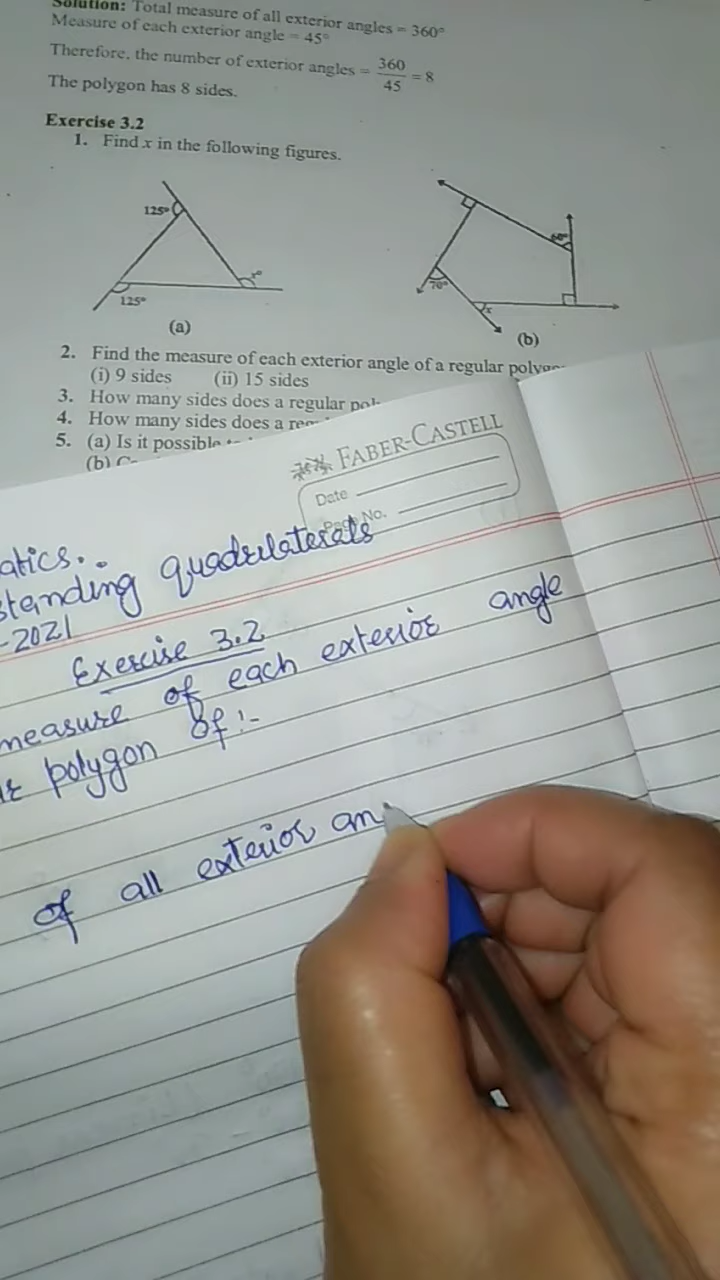 Solution: Total measure of all exterior angles = 360°
Measure of each exterior angle = 45°
Therefore, the number of exterior angles = 360/45 = 8
The polygon has 8 sides.
Exercise 3.2
1. Find x in the following figures.
125°
x°
125°
(a)
60°
70°
x
(b)
2. Find the measure of each exterior angle of a regular
(i) 9 sides (ii) 15 sides
3. How many sides does a regular
4. How many sides does a
5. (a) Is it possible
(b)
FABER-CASTELL
Date
Page No.
quadrilaterals
-2021
Exercise 3.2
measure of each exterior angle
polygon of:-
of all exterior an